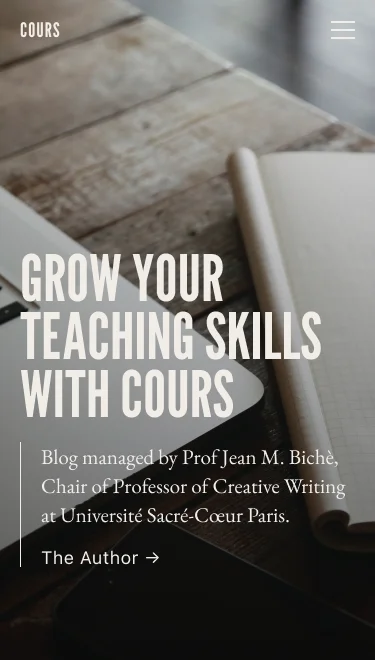 COURS
GROW YOUR
TEACHING SKILLS
WITH COURS
Blog managed by Prof Jean M. Bichè,
Chair of Professor of Creative Writing
at Université Sacré-Cœur Paris.
The Author →